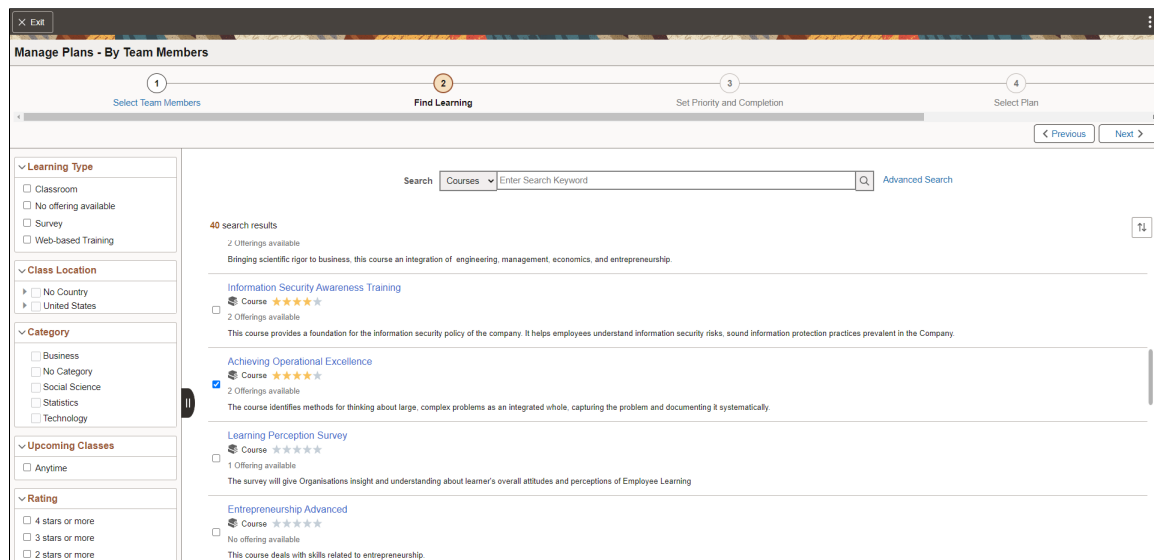 Exit
Manage Plans - By Team Members
1
2
3
4
Select Team Members
Find Learning
Set Priority and Completion
Select Plan
Previous
Next
Learning Type
Classroom
No offering available
Survey
Web-based Training
Class Location
No Country
United States
Category
Business
No Category
Social Science
Statistics
Technology
Upcoming Classes
Anytime
Rating
4 stars or more
3 stars or more
2 stars or more
Search Courses Enter Search Keyword Advanced Search
40 search results
2 Offerings available
Bringing scientific rigor to business, this course an integration of engineering, management, economics, and entrepreneurship.
Information Security Awareness Training
Course
2 Offerings available
This course provides a foundation for the information security policy of the company. It helps employees understand information security risks, sound information protection practices prevalent in the Company.
Achieving Operational Excellence
Course
2 Offerings available
The course identifies methods for thinking about large, complex problems as an integrated whole, capturing the problem and documenting it systematically.
Learning Perception Survey
Course
1 Offering available
The survey will give Organisations insight and understanding about learner's overall attitudes and perceptions of Employee Learning
Entrepreneurship Advanced
Course
No offering available
This course deals with skills related to entrepreneurship.